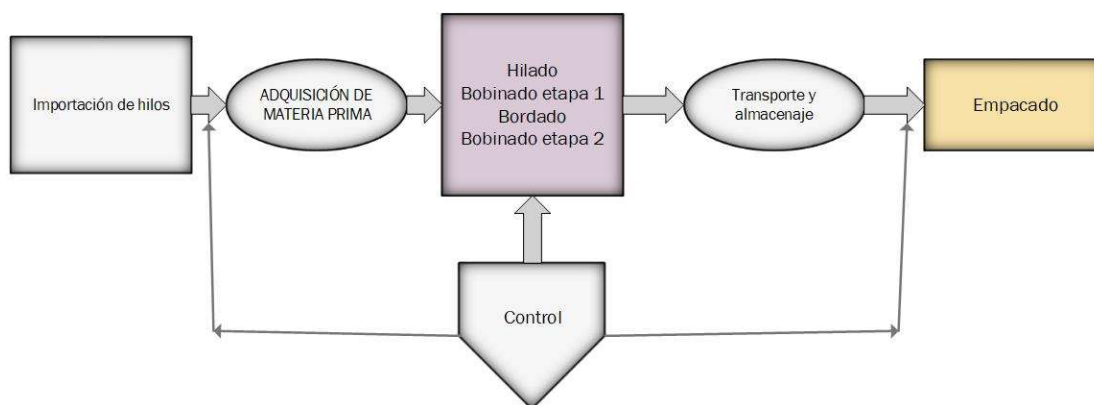 Importación de hilos
ADQUISICIÓN DE
MATERIA PRIMA
Hilado
Bobinado etapa 1
Bordado
Bobinado etapa 2
Transporte y
almacenaje
Empacado
Control